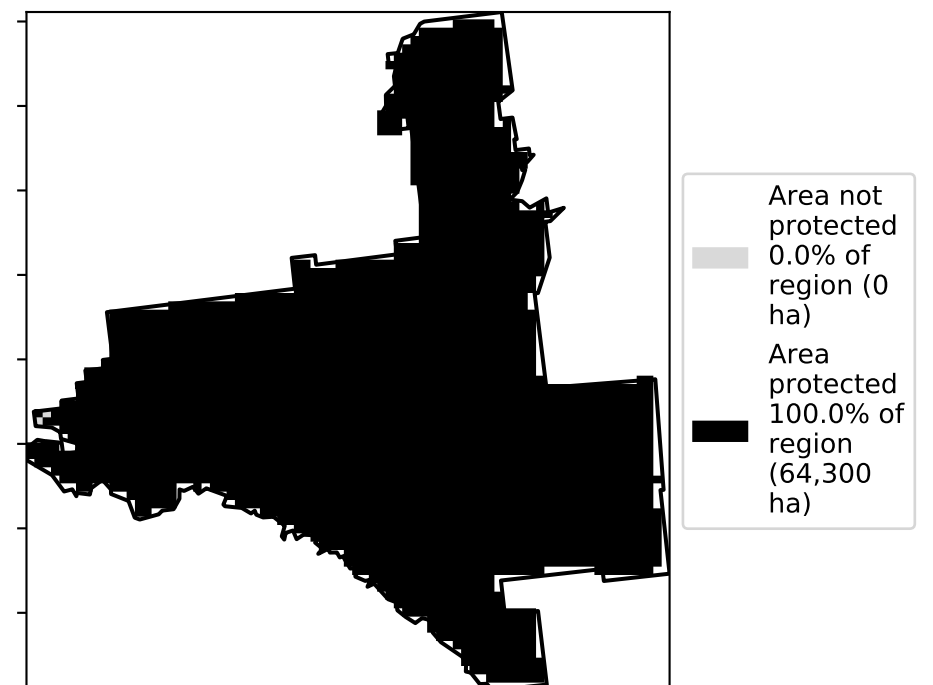 Area not
protected
0.0% of
region (0
ha)
Area
protected
100.0% of
region
(64,300
ha)